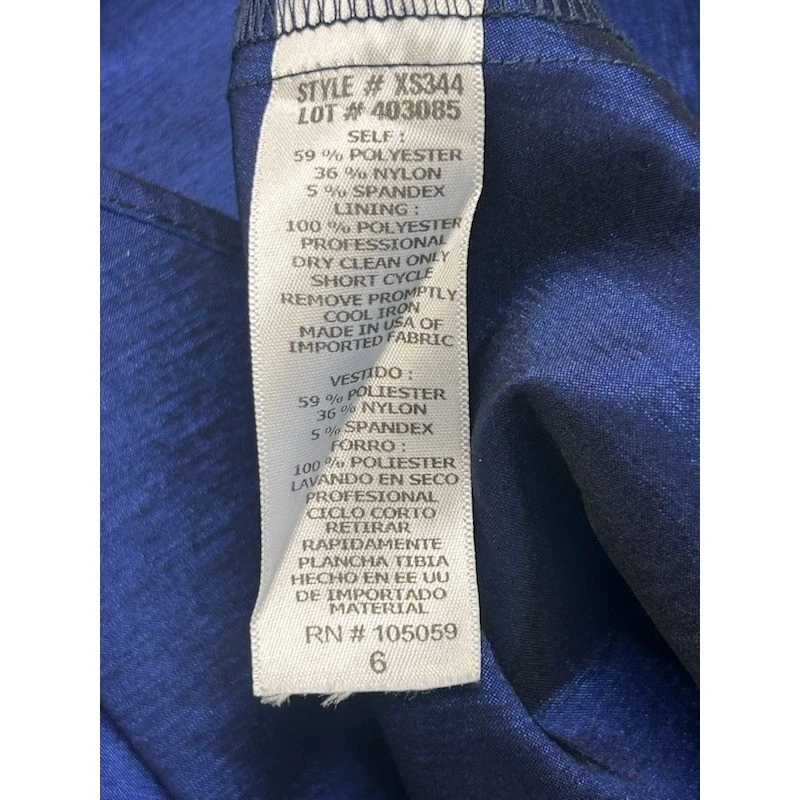 STYLE # XS344
LOT # 403085
SELF :
59 % POLYESTER
36 % NYLON
5 % SPANDEX
LINING :
100 % POLYESTER
PROFESSIONAL
DRY CLEAN ONLY
SHORT CYCLE
REMOVE PROMPTLY
COOL IRON
MADE IN USA OF
IMPORTED FABRIC
VESTIDO :
59 % POLIESTER
36 % NYLON
5 % SPANDEX
FORRO :
100 % POLIESTER
LAVANDO EN SECO
PROFESIONAL
CICLO CORTO
RETIRAR
RAPIDAMENTE
PLANCHA TIBIA
HECHO EN EE UU
DE IMPORTADO
MATERIAL
RN # 105059
6